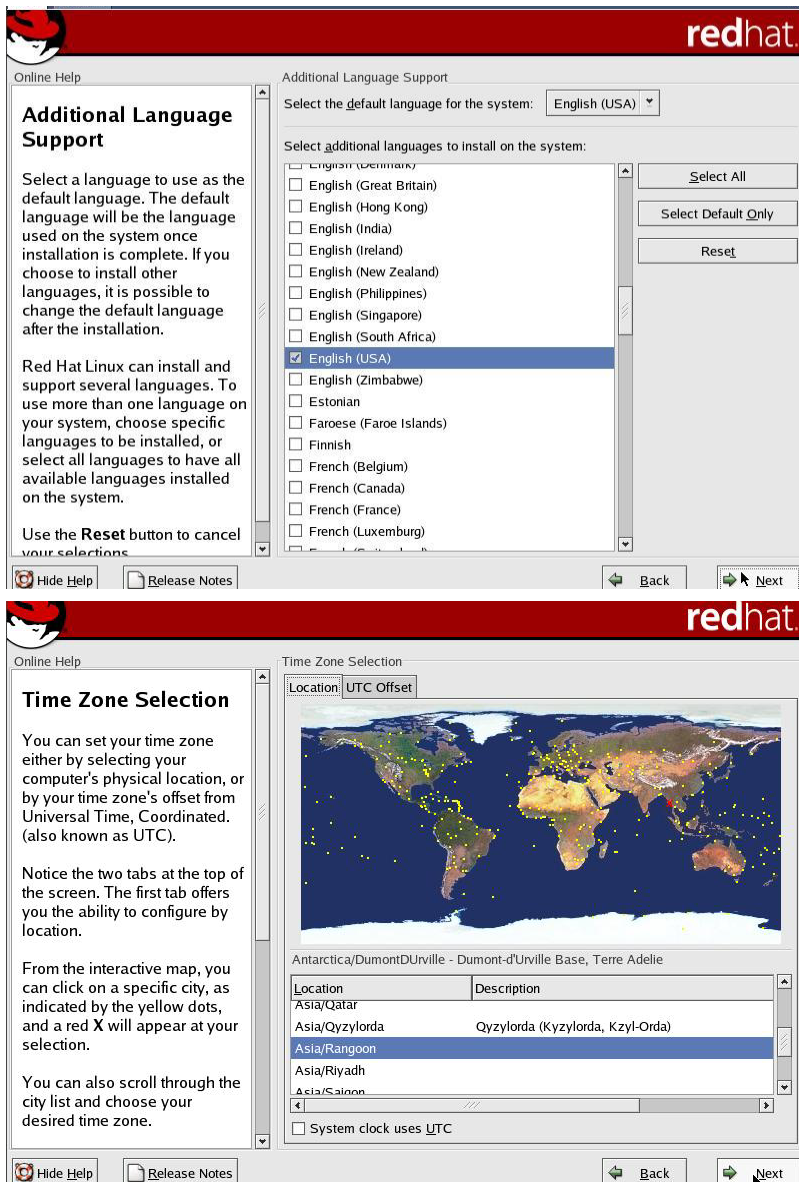 redhat.
Online Help
Additional Language
Support
Select a language to use as the
default language. The default
language will be the language
used on the system once
installation is complete. If you
choose to install other
languages, it is possible to
change the default language
after the installation.
Red Hat Linux can install and
support several languages. To
use more than one language on
your system, choose specific
languages to be installed, or
select all languages to have all
available languages installed
on the system.
Use the Reset button to cancel
your selections
Additional Language Support
Select the default language for the system: English (USA)
Select additional languages to install on the system:
English (Denmark)
English (Great Britain)
English (Hong Kong)
English (India)
English (Ireland)
English (New Zealand)
English (Philippines)
English (Singapore)
English (South Africa)
English (USA)
English (Zimbabwe)
Estonian
Faroese (Faroe Islands)
Finnish
French (Belgium)
French (Canada)
French (France)
French (Luxemburg)
Select All
Select Default Only
Reset
Hide Help
Release Notes
Back
Next
redhat.
Online Help
Time Zone Selection
You can set your time zone
either by selecting your
computer's physical location, or
by your time zone's offset from
Universal Time, Coordinated.
(also known as UTC).
Notice the two tabs at the top of
the screen. The first tab offers
you the ability to configure by
location.
From the interactive map, you
can click on a specific city, as
indicated by the yellow dots,
and a red X will appear at your
selection.
You can also scroll through the
city list and choose your
desired time zone.
Time Zone Selection
Location
UTC Offset
Antarctica/DumontDUrville - Dumont-d'Urville Base, Terre Adelie
Location Description
Asia/Qatar
Asia/Qyzylorda Qyzylorda (Kyzylorda, Kzyl-Orda)
Asia/Rangoon
Asia/Riyadh
Asia/Saigon
System clock uses UTC
Hide Help
Release Notes
Back
Next